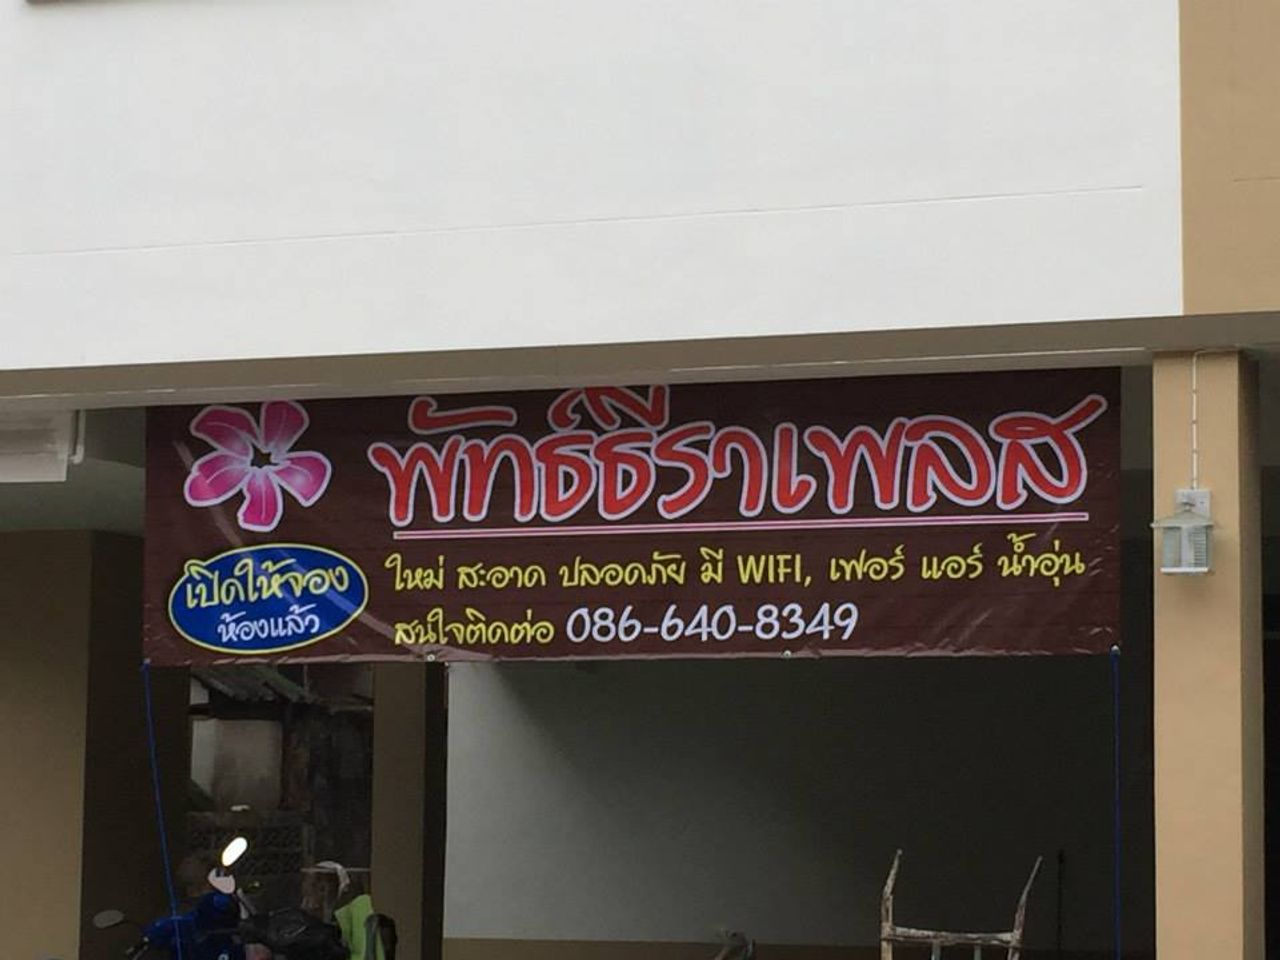 พัทธ์ธีราเพลส
เปิดให้จอง
ห้องแล้ว
ใหม่ สะอาด ปลอดภัย มี WIFI, เฟอร์ แอร์ น้ำอุ่น
สนใจติดต่อ 086-640-8349